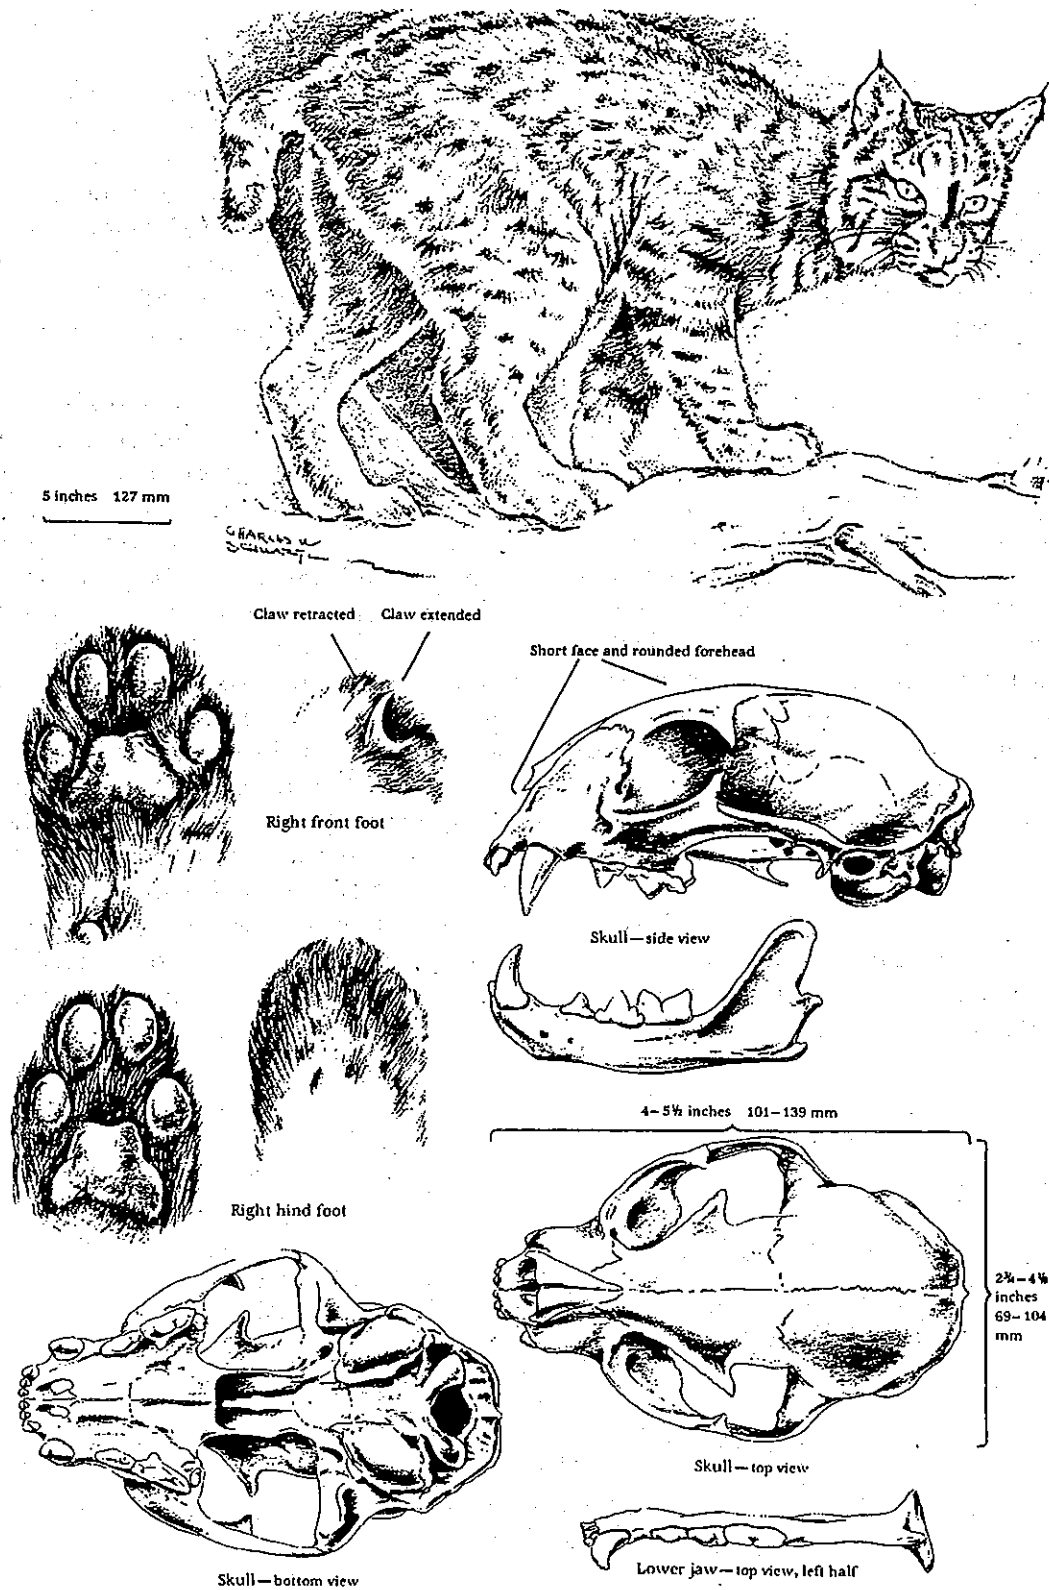 5 inches 127 mm
CHARLES W
SCHWARTZ
Claw retracted Claw extended
Short face and rounded forehead
Right front foot
Skull—side view
4–5½ inches 101–139 mm
Right hind foot
2¾–4⅛
inches
69–104
mm
Skull—top view
Lower jaw—top view, left half
Skull—bottom view